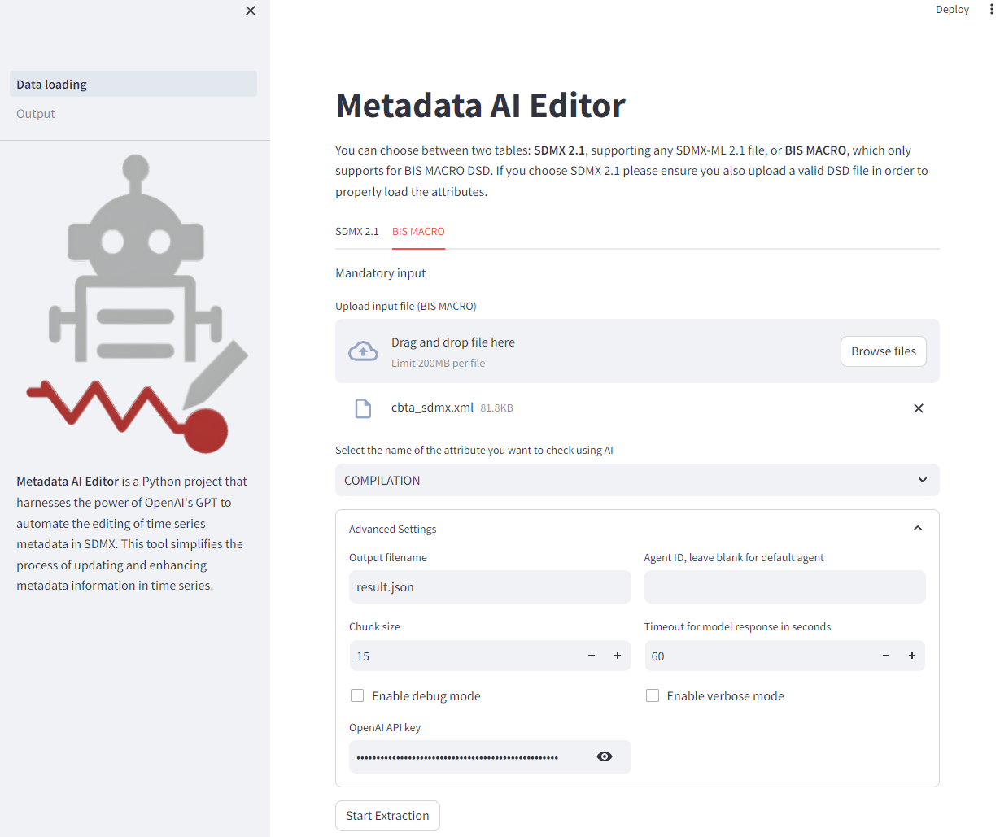 Deploy
Data loading
Output
Metadata AI Editor is a Python project that
harnesses the power of OpenAI's GPT to
automate the editing of time series
metadata in SDMX. This tool simplifies the
process of updating and enhancing
metadata information in time series.
Metadata AI Editor
You can choose between two tables: SDMX 2.1, supporting any SDMX-ML 2.1 file, or BIS MACRO, which only
supports for BIS MACRO DSD. If you choose SDMX 2.1 please ensure you also upload a valid DSD file in order to
properly load the attributes.
SDMX 2.1 BIS MACRO
Mandatory input
Upload input file (BIS MACRO)
Drag and drop file here
Limit 200MB per file
Browse files
cbta_sdmx.xml 81.8KB
Select the name of the attribute you want to check using AI
COMPILATION
Advanced Settings
Output filename Agent ID, leave blank for default agent
result.json
Chunk size Timeout for model response in seconds
15 60
Enable debug mode Enable verbose mode
OpenAI API key
Start Extraction